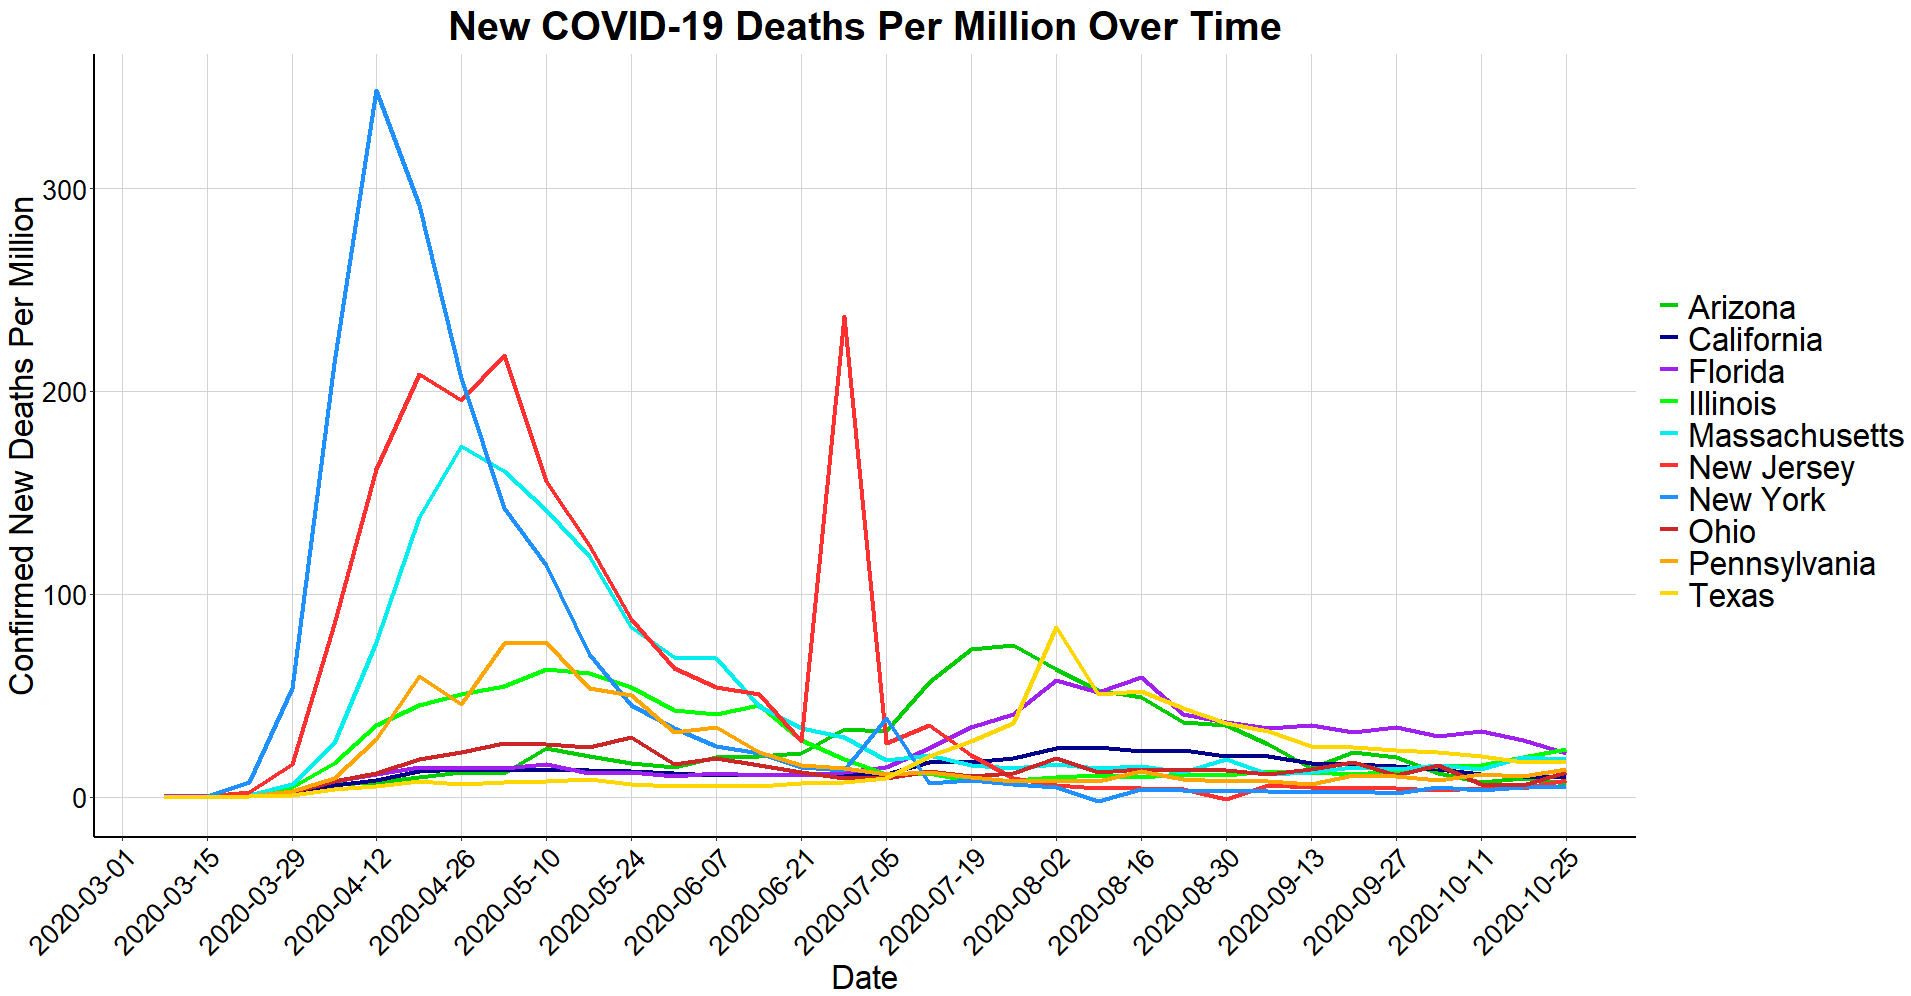 New COVID-19 Deaths Per Million Over Time
Confirmed New Deaths Per Million
300
200
100
0
2020-03-01
2020-03-15
2020-03-29
2020-04-12
2020-04-26
2020-05-10
2020-05-24
2020-06-07
2020-06-21
2020-07-05
2020-07-19
2020-08-02
2020-08-16
2020-08-30
2020-09-13
2020-09-27
2020-10-11
2020-10-25
Date
Arizona
California
Florida
Illinois
Massachusetts
New Jersey
New York
Ohio
Pennsylvania
Texas